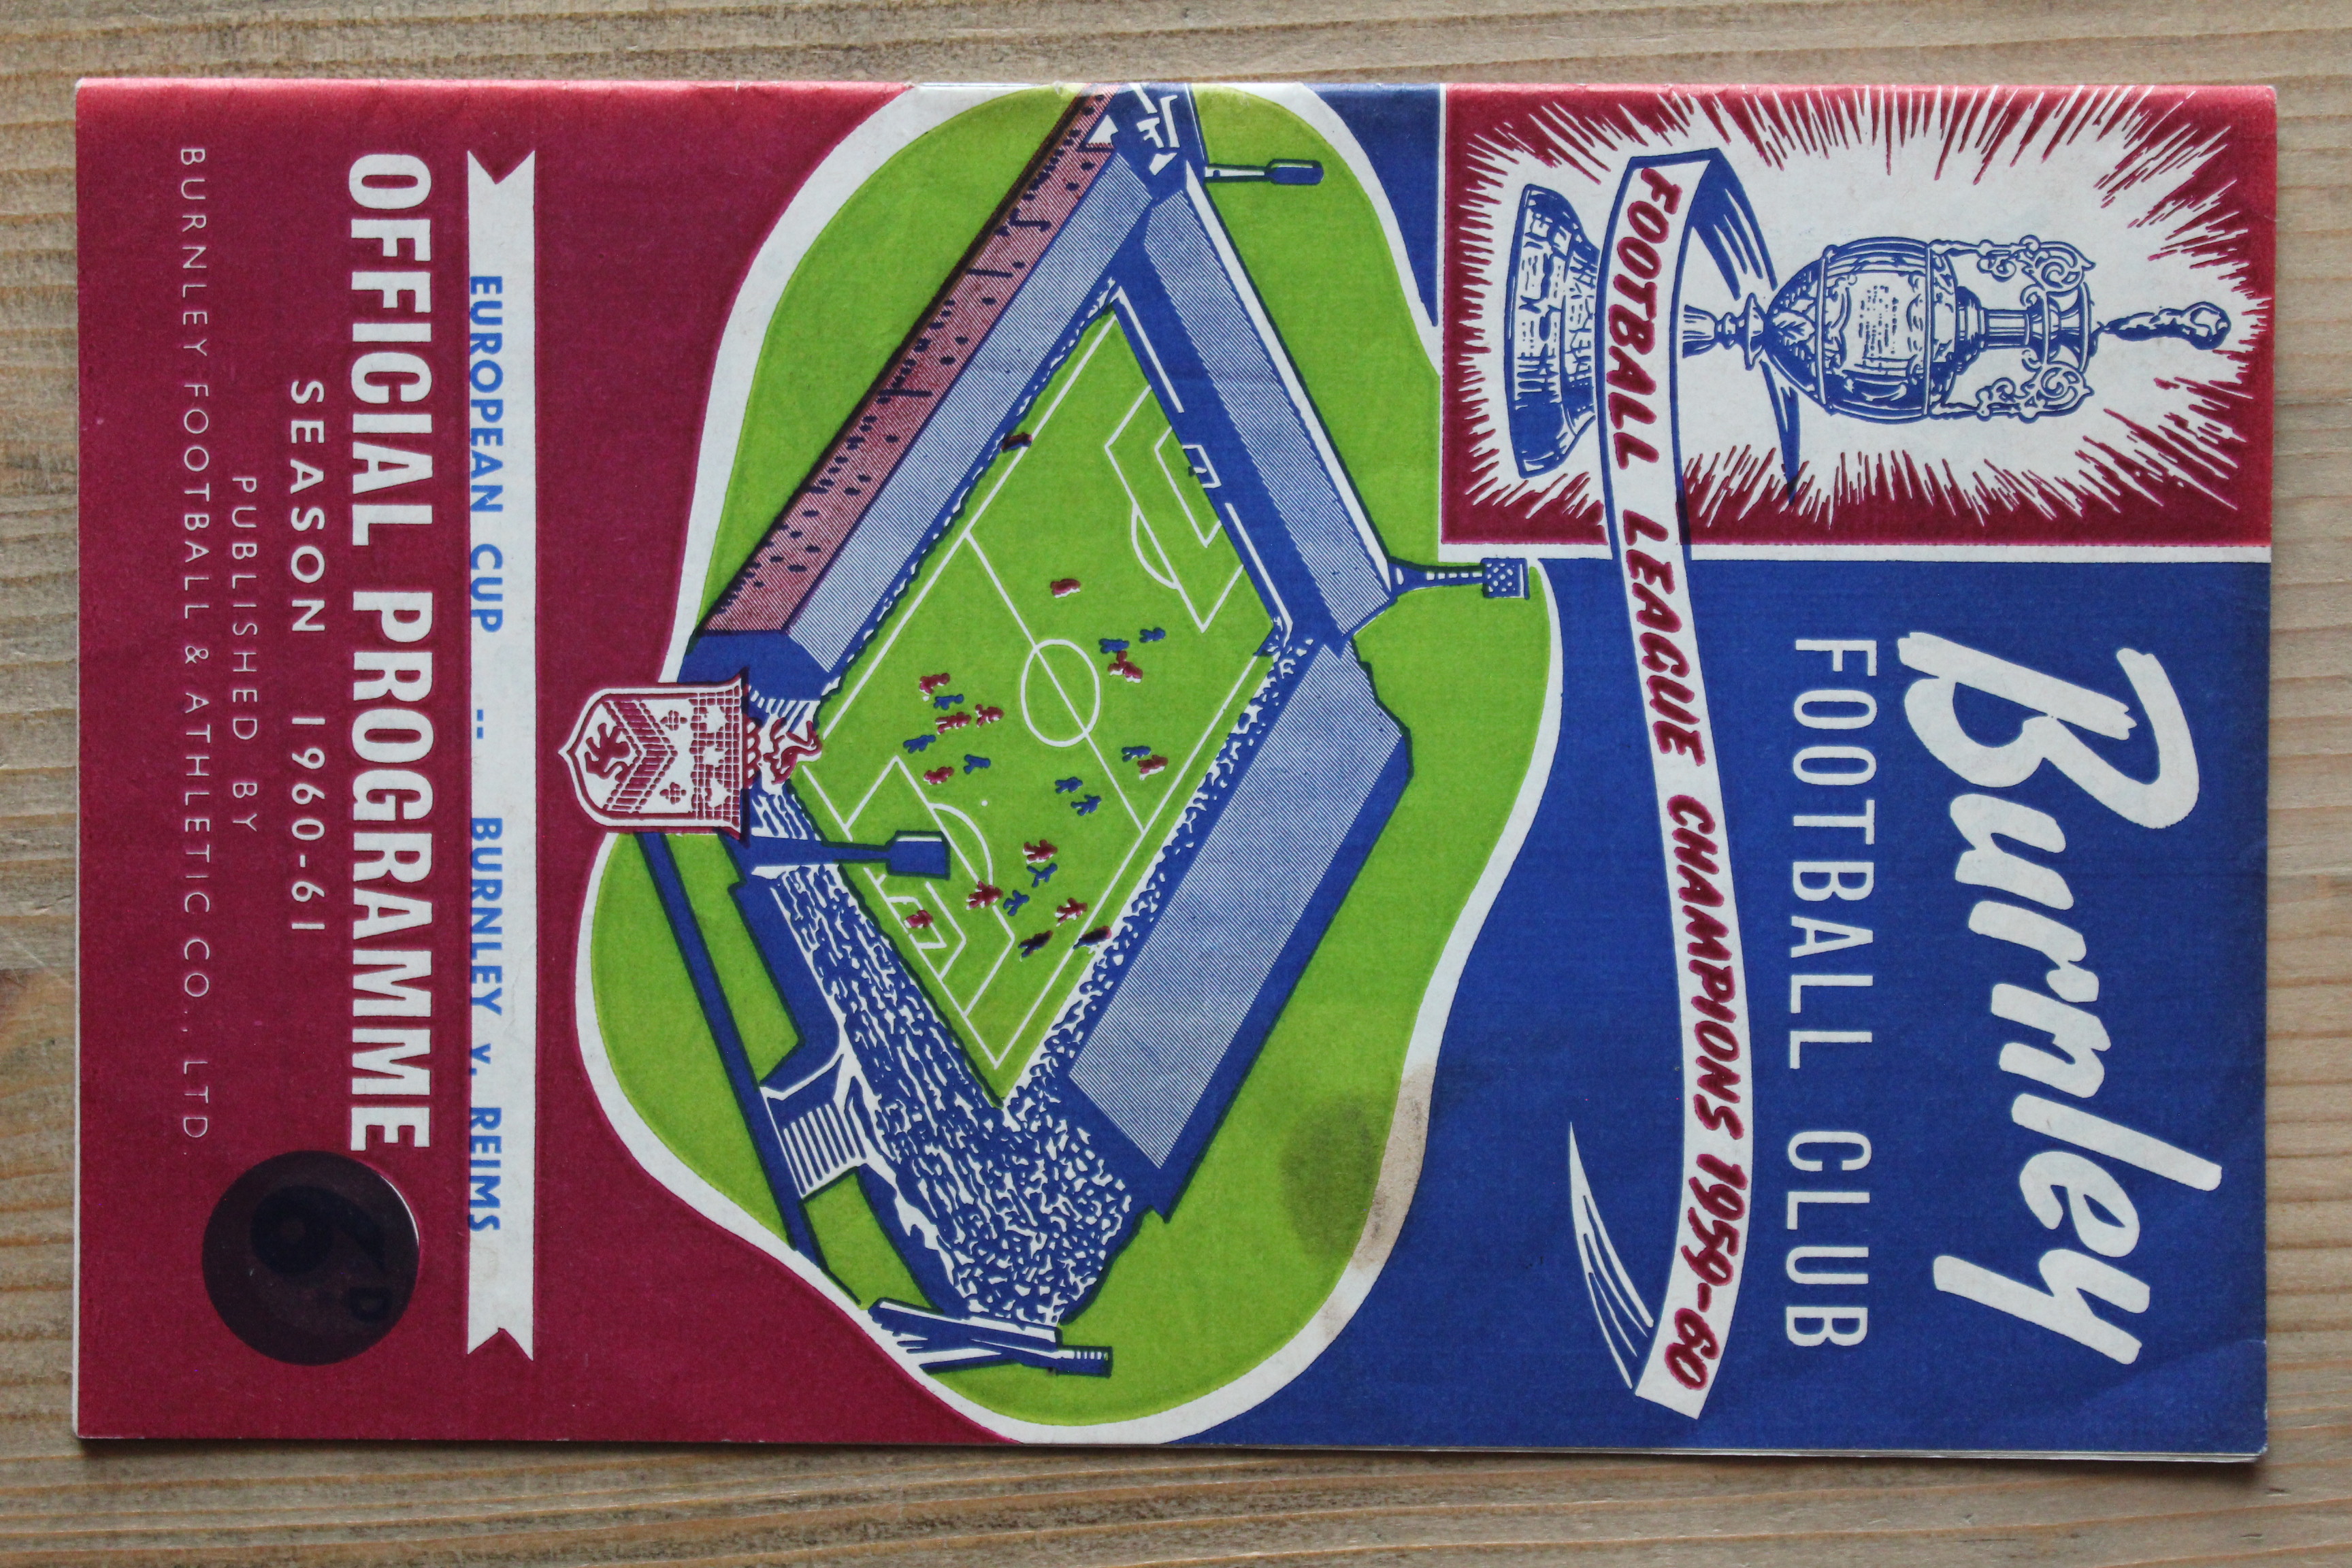 Burnley
FOOTBALL CLUB
FOOTBALL LEAGUE CHAMPIONS 1959-60
EUROPEAN CUP -- BURNLEY v. REIMS
OFFICIAL PROGRAMME
SEASON 1960-61
PUBLISHED BY
BURNLEY FOOTBALL & ATHLETIC CO., LTD
6D